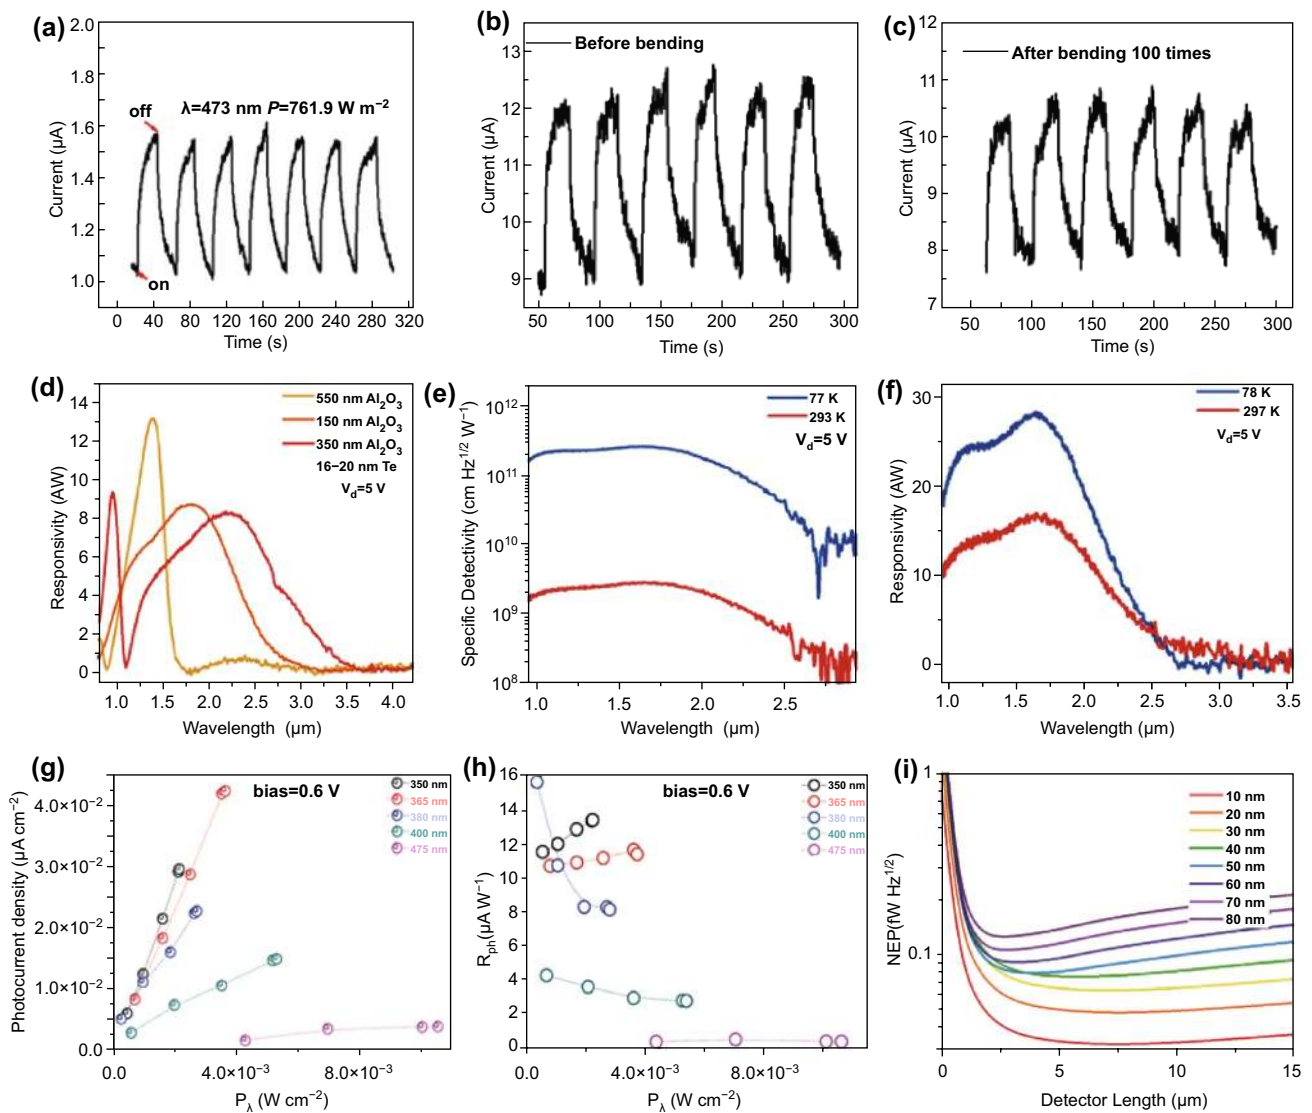 (a)
2.0
1.8
1.6
1.4
1.2
1.0
Current (µA)
off
λ=473 nm P=761.9 W m⁻²
on
0 40 80 120 160 200 240 280 320
Time (s)
(b)
Before bending
13
12
11
10
9
Current (µA)
50 100 150 200 250 300
Time (s)
(c)
After bending 100 times
12
11
10
9
8
7
Current (µA)
50 100 150 200 250 300
Time (s)
(d)
14
12
10
8
6
4
2
0
Responsivity (AW)
550 nm Al₂O₃
150 nm Al₂O₃
350 nm Al₂O₃
16−20 nm Te
V_d=5 V
1.0 1.5 2.0 2.5 3.0 3.5 4.0
Wavelength (µm)
(e)
10¹²
10¹¹
10¹⁰
10⁹
10⁸
Specific Detectivity (cm Hz^{1/2} W⁻¹)
77 K
293 K
V_d=5 V
1.0 1.5 2.0 2.5
Wavelength (µm)
(f)
30
20
10
0
Responsivity (AW)
78 K
297 K
V_d=5 V
1.0 1.5 2.0 2.5 3.0 3.5
Wavelength (µm)
(g)
bias=0.6 V
4.0×10⁻²
3.0×10⁻²
2.0×10⁻²
1.0×10⁻²
0.0
Photocurrent density (µA cm⁻²)
350 nm
365 nm
380 nm
400 nm
475 nm
0.0 4.0×10⁻³ 8.0×10⁻³
P_λ (W cm⁻²)
(h)
bias=0.6 V
16
14
12
10
8
6
4
2
0
R_ph(µA W⁻¹)
350 nm
365 nm
380 nm
400 nm
475 nm
0.0 4.0×10⁻³ 8.0×10⁻³
P_λ (W cm⁻²)
(i)
1
0.1
NEP(fW Hz^{1/2})
10 nm
20 nm
30 nm
40 nm
50 nm
60 nm
70 nm
80 nm
0 5 10 15
Detector Length (µm)